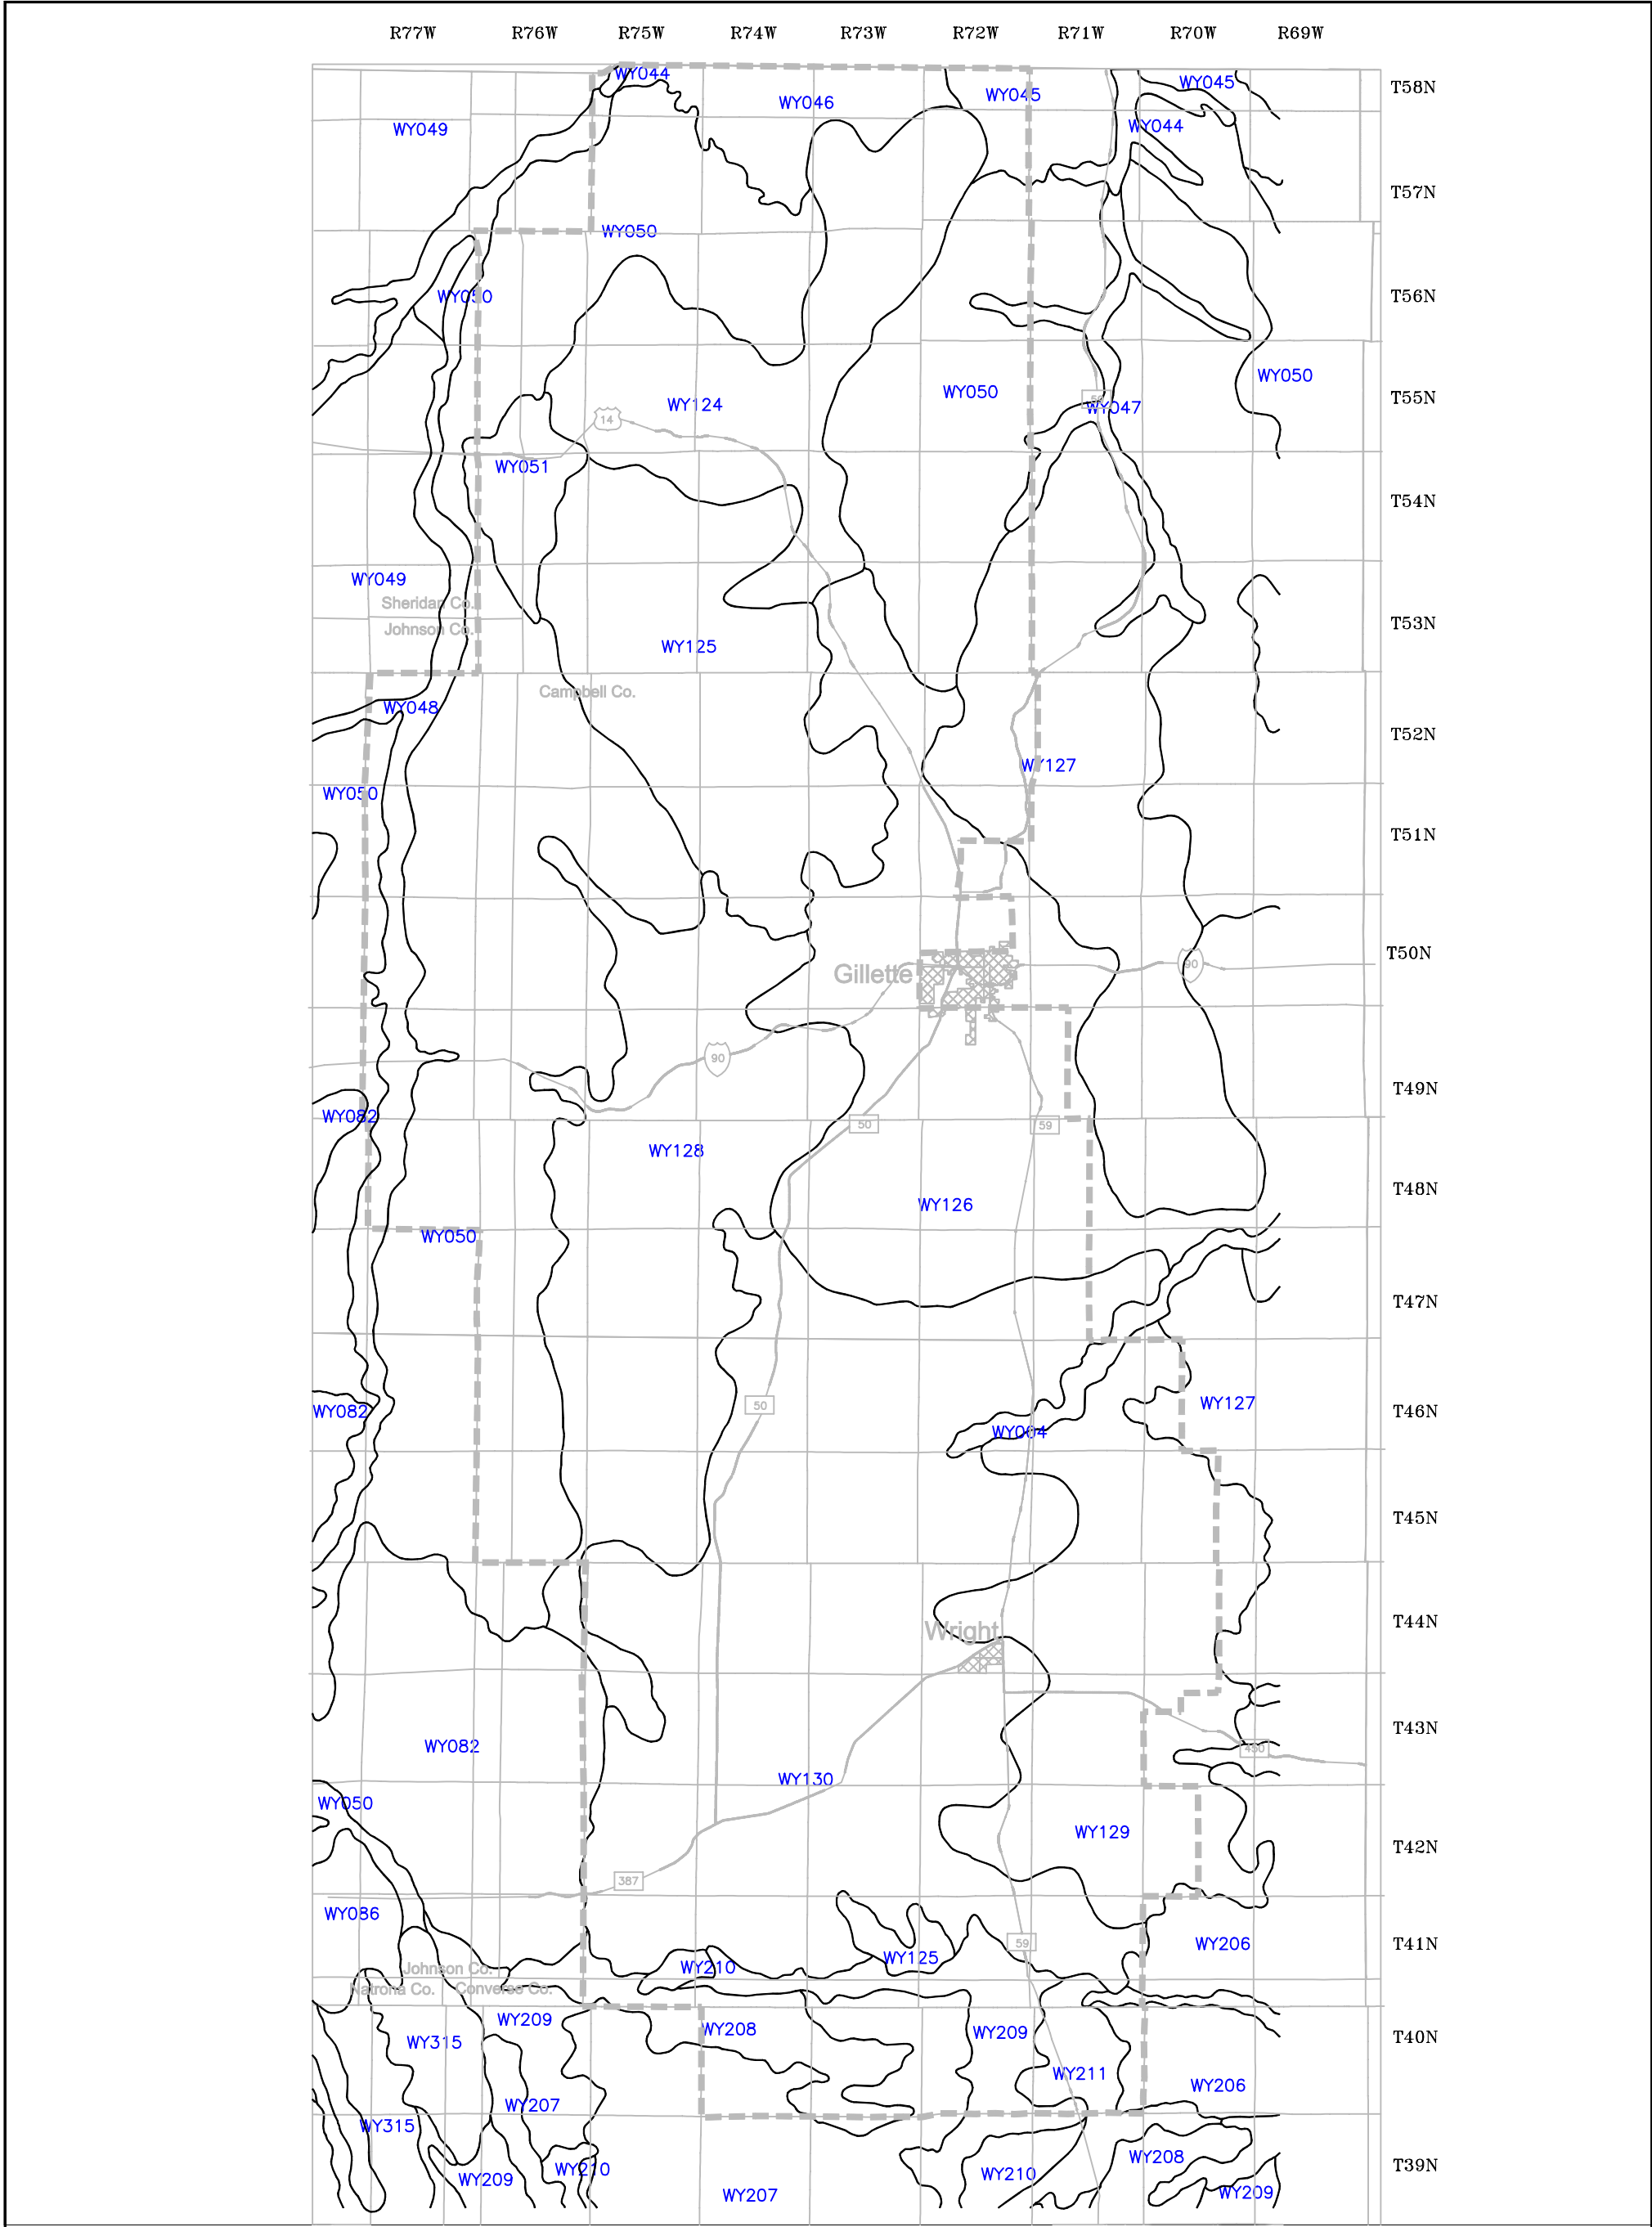 R77W R76W R75W R74W R73W R72W R71W R70W R69W
WY044
WY045
T58N
WY045
WY046
WY044
WY049
T57N
WY050
WY050
T56N
WY050
WY050
T55N
WY124
59
WY047
14
WY051
T54N
WY049
Sheridan Co.
T53N
Johnson Co.
WY125
Campbell Co.
WY048
T52N
WY127
WY050
T51N
T50N
90
Gillette
90
T49N
WY082
50
59
WY128
T48N
WY126
WY050
T47N
WY127
50
WY082
T46N
WY004
T45N
T44N
Wright
T43N
WY082
450
WY130
WY050
WY129
T42N
387
WY086
59
WY206
T41N
WY125
WY210
Johnson Co.
Natrona Co.
Converse Co.
WY209
WY208
WY209
T40N
WY315
WY211
WY206
WY207
WY315
WY208
T39N
WY210
WY210
WY209
WY209
WY207